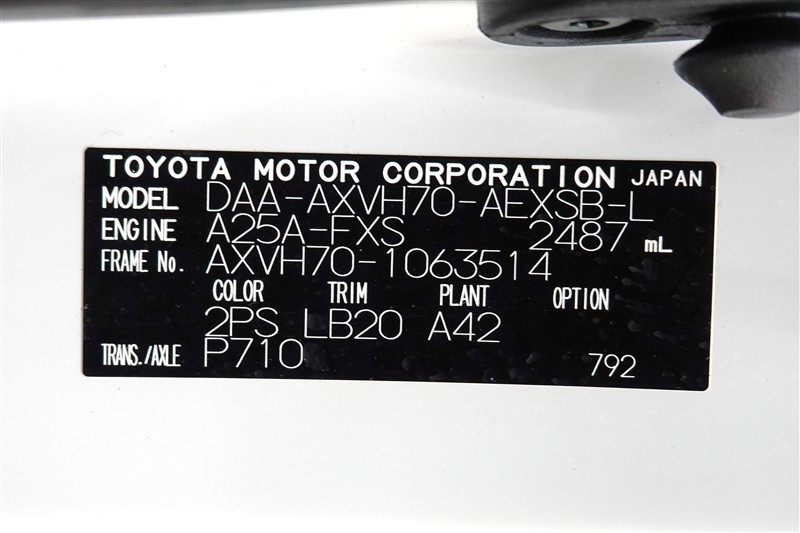 TOYOTA MOTOR CORPORATION JAPAN
MODEL DAA-AXVH70-AEXSB-L
ENGINE A25A-FXS 2487 mL
FRAME No. AXVH70-1063514
COLOR TRIM PLANT OPTION
2PS LB20 A42
TRANS./AXLE P710 792